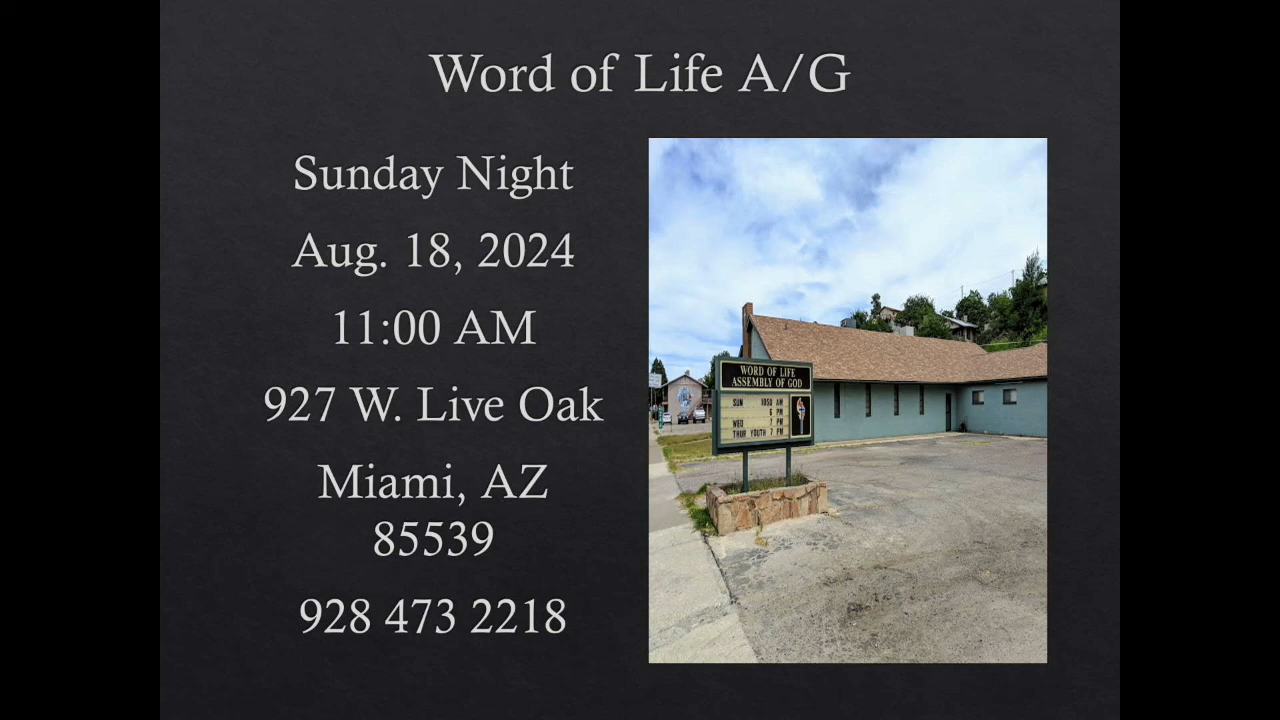 Word of Life A/G
Sunday Night
Aug. 18, 2024
11:00 AM
927 W. Live Oak
Miami, AZ
85539
928 473 2218
WORD OF LIFE
ASSEMBLY OF GOD
SUN 1050 AM
6 PM
WED 7 PM
THUR YOUTH 7 PM